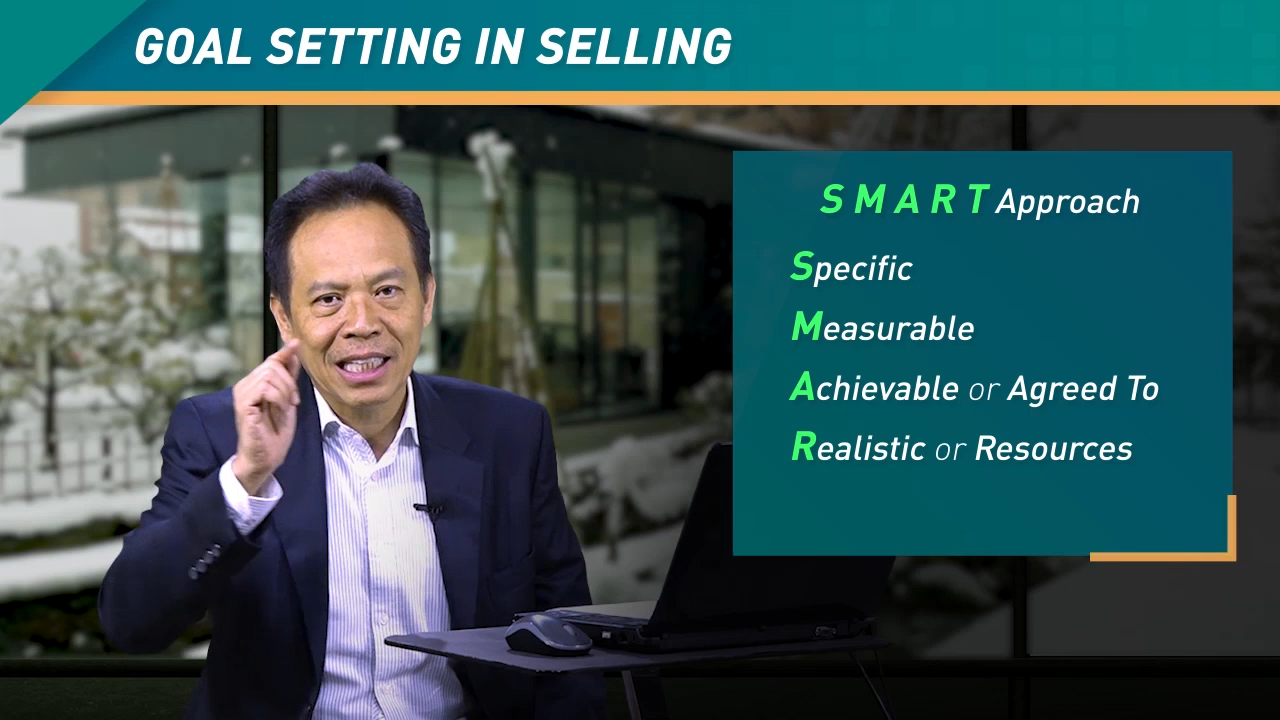 GOAL SETTING IN SELLING
S M A R T Approach
Specific
Measurable
Achievable or Agreed To
Realistic or Resources